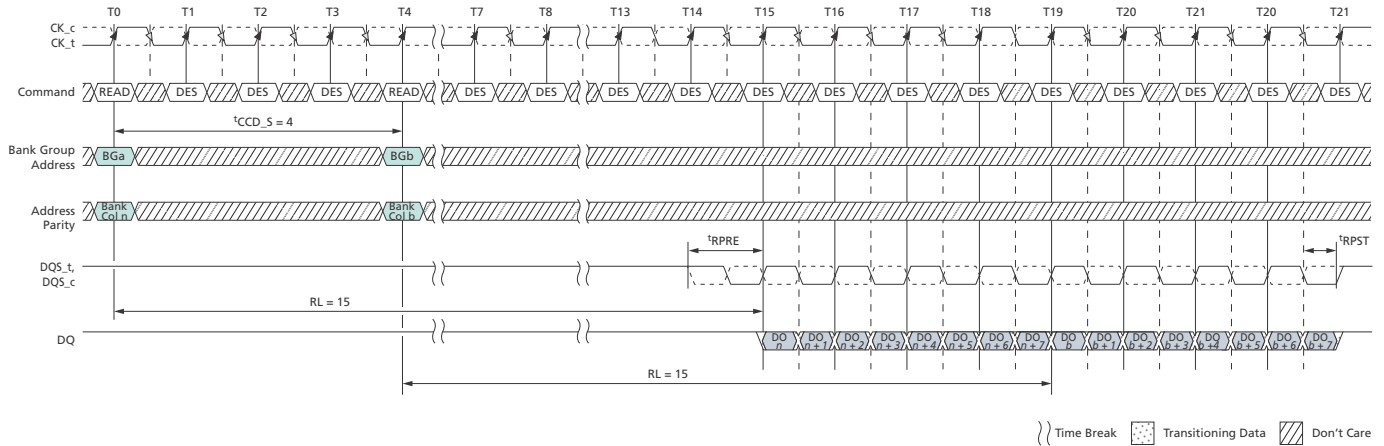 T0 T1 T2 T3 T4 T7 T8 T13 T14 T15 T16 T17 T18 T19 T20 T21 T20 T21
CK_c
CK_t
Command READ DES DES DES READ DES DES DES DES DES DES DES DES DES DES DES DES DES
tCCD_S = 4
Bank Group
Address
BGa BGb
Address
Parity
Bank
Col n
Bank
Col b
tRPRE tRPST
DQS_t,
DQS_c
RL = 15
DQ
DO
n
DO
n + 1
DO
n + 2
DO
n + 3
DO
n + 4
DO
n + 5
DO
n + 6
DO
n + 7
DO
b
DO
b + 1
DO
b + 2
DO
b + 3
DO
b + 4
DO
b + 5
DO
b + 6
DO
b + 7
RL = 15
Time Break Transitioning Data Don't Care